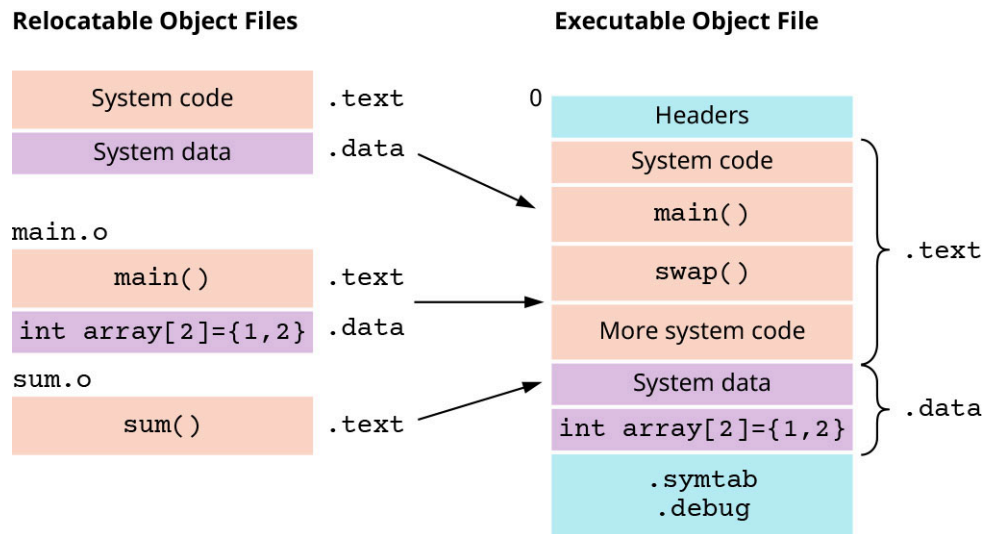 Relocatable Object Files
System code
.text
System data
.data
main.o
main()
.text
int array[2]={1,2}
.data
sum.o
sum()
.text
Executable Object File
0
Headers
System code
main()
swap()
More system code
.text
System data
int array[2]={1,2}
.data
.symtab
.debug